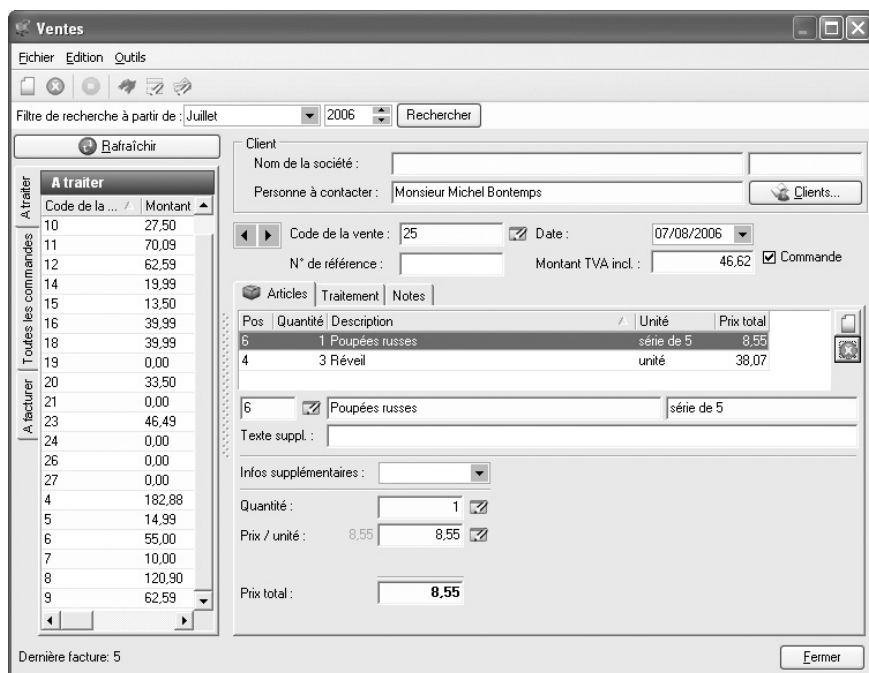 Ventes
Fichier Edition Outils
Filtre de recherche à partir de : Juillet 2006 Rechercher
Rafraîchir
A traiter
Toutes les commandes
A facturer
A traiter
Code de la ... Montant
10 27,50
11 70,09
12 62,59
14 19,99
15 13,50
16 39,99
18 39,99
19 0,00
20 33,50
21 0,00
23 46,49
24 0,00
26 0,00
27 0,00
4 182,88
5 14,99
6 55,00
7 10,00
8 120,90
9 62,59
Client
Nom de la société :
Personne à contacter : Monsieur Michel Bontemps Clients...
Code de la vente : 25 Date : 07/08/2006
N° de référence : Montant TVA incl. : 46,62 Commande
Articles Traitement Notes
Pos Quantité Description Unité Prix total
6 1 Poupées russes série de 5 8,55
4 3 Réveil unité 38,07
6 Poupées russes série de 5
Texte suppl. :
Infos supplémentaires :
Quantité : 1
Prix / unité : 8,55 8,55
Prix total : 8,55
Dernière facture: 5 Fermer